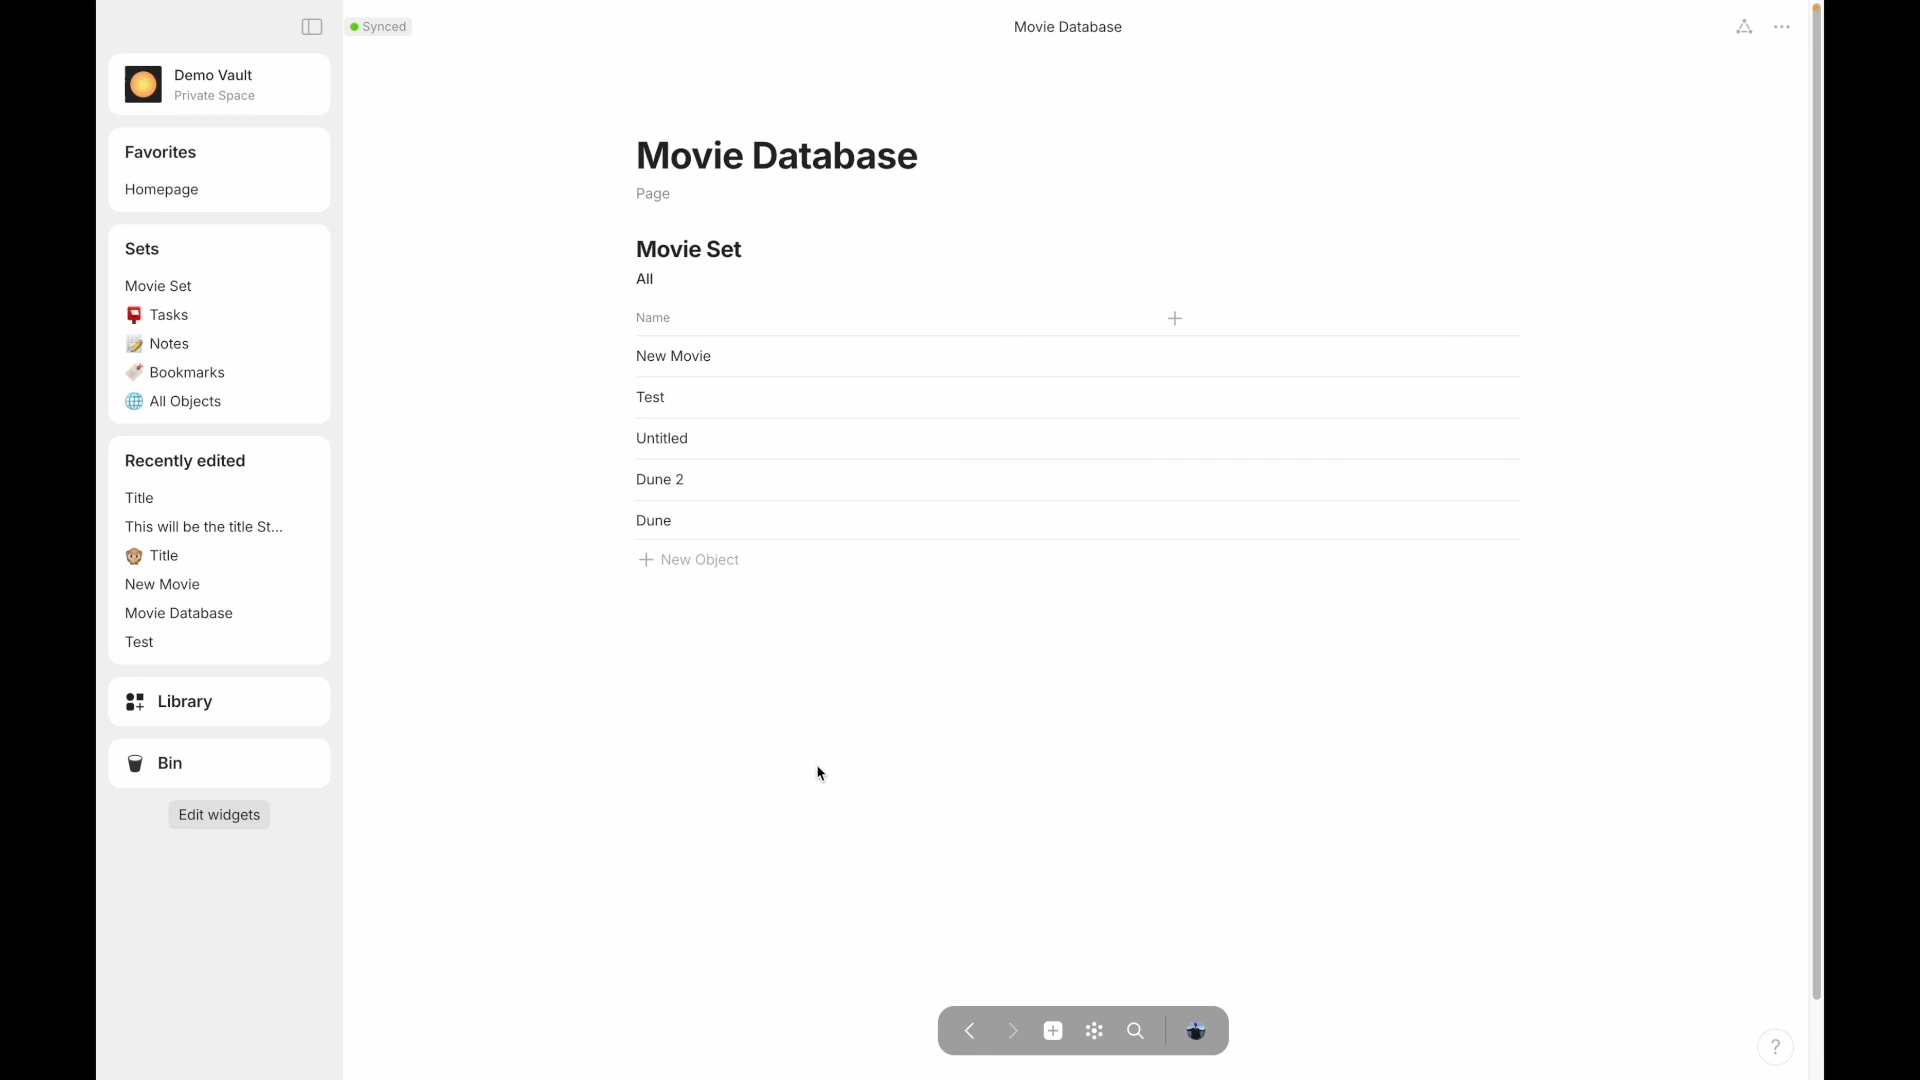 Synced
Movie Database
Demo Vault
Private Space
Favorites
Homepage
Sets
Movie Set
Tasks
Notes
Bookmarks
All Objects
Recently edited
Title
This will be the title St...
Title
New Movie
Movie Database
Test
Library
Bin
Edit widgets
Movie Database
Page
Movie Set
All
Name
New Movie
Test
Untitled
Dune 2
Dune
New Object
?